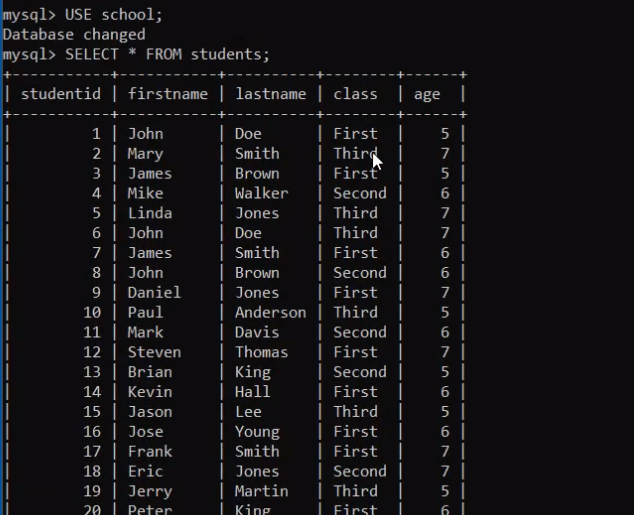 mysql> USE school;
Database changed
mysql> SELECT * FROM students;
+-----------+-----------+----------+--------+------+
| studentid | firstname | lastname | class  | age  |
+-----------+-----------+----------+--------+------+
|         1 | John      | Doe      | First  |    5 |
|         2 | Mary      | Smith    | Third  |    7 |
|         3 | James     | Brown    | First  |    5 |
|         4 | Mike      | Walker   | Second |    6 |
|         5 | Linda     | Jones    | Third  |    7 |
|         6 | John      | Doe      | Third  |    7 |
|         7 | James     | Smith    | First  |    6 |
|         8 | John      | Brown    | Second |    6 |
|         9 | Daniel    | Jones    | First  |    7 |
|        10 | Paul      | Anderson | Third  |    5 |
|        11 | Mark      | Davis    | Second |    6 |
|        12 | Steven    | Thomas   | First  |    7 |
|        13 | Brian     | King     | Second |    5 |
|        14 | Kevin     | Hall     | First  |    6 |
|        15 | Jason     | Lee      | Third  |    5 |
|        16 | Jose      | Young    | First  |    6 |
|        17 | Frank     | Smith    | First  |    7 |
|        18 | Eric      | Jones    | Second |    7 |
|        19 | Jerry     | Martin   | Third  |    5 |
|        20 | Peter     | King     | First  |    6 |